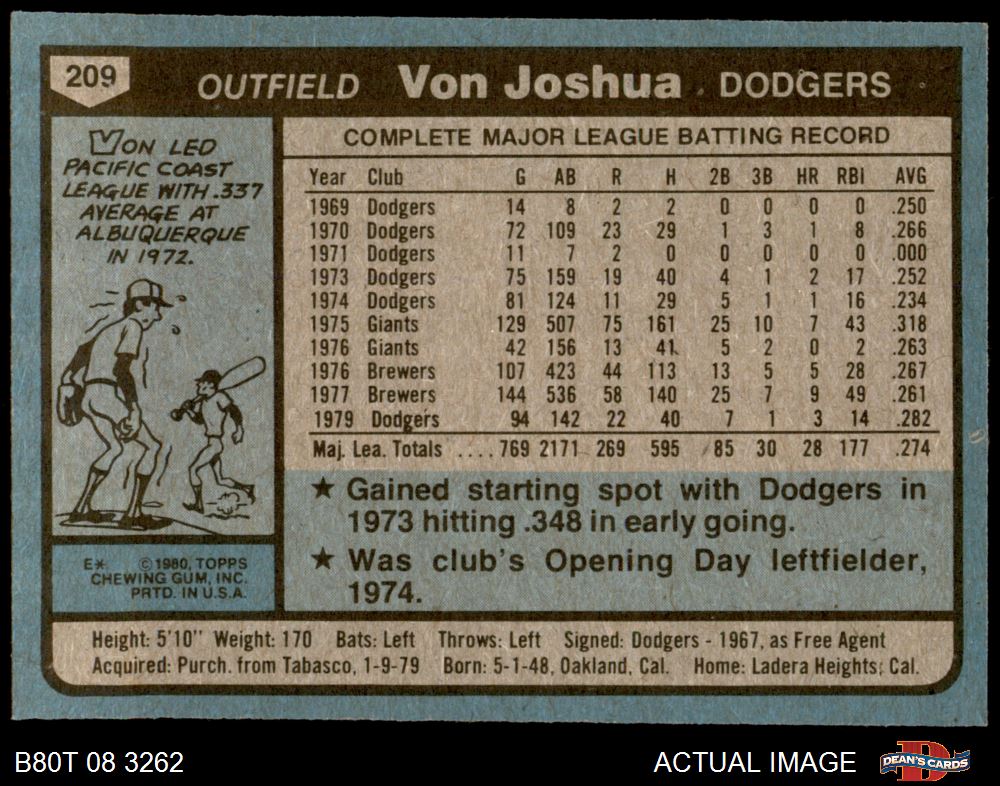 209 OUTFIELD Von Joshua DODGERS
VON LED
PACIFIC COAST
LEAGUE WITH .337
AVERAGE AT
ALBUQUERQUE
IN 1972.
E* ©1980, TOPPS
CHEWING GUM, INC.
PRTD. IN U.S.A.
COMPLETE MAJOR LEAGUE BATTING RECORD
Year Club G AB R H 2B 3B HR RBI AVG
1969 Dodgers 14 8 2 2 0 0 0 0 .250
1970 Dodgers 72 109 23 29 1 3 1 8 .266
1971 Dodgers 11 7 2 0 0 0 0 0 .000
1973 Dodgers 75 159 19 40 4 1 2 17 .252
1974 Dodgers 81 124 11 29 5 1 1 16 .234
1975 Giants 129 507 75 161 25 10 7 43 .318
1976 Giants 42 156 13 41 5 2 0 2 .263
1976 Brewers 107 423 44 113 13 5 5 28 .267
1977 Brewers 144 536 58 140 25 7 9 49 .261
1979 Dodgers 94 142 22 40 7 1 3 14 .282
Maj. Lea. Totals .... 769 2171 269 595 85 30 28 177 .274
★ Gained starting spot with Dodgers in
1973 hitting .348 in early going.
★ Was club's Opening Day leftfielder,
1974.
Height: 5'10" Weight: 170 Bats: Left Throws: Left Signed: Dodgers - 1967, as Free Agent
Acquired: Purch. from Tabasco, 1-9-79 Born: 5-1-48, Oakland, Cal. Home: Ladera Heights, Cal.
B80T 08 3262 ACTUAL IMAGE DEAN'S CARDS